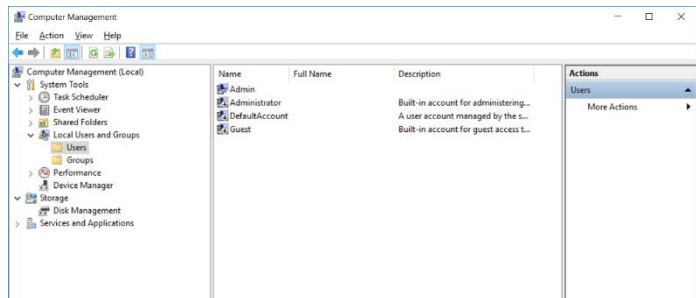 Computer Management
File Action View Help
Computer Management (Local)
System Tools
Task Scheduler
Event Viewer
Shared Folders
Local Users and Groups
Users
Groups
Performance
Device Manager
Storage
Disk Management
Services and Applications
Name Full Name Description
Admin
Administrator Built-in account for administering...
DefaultAccount A user account managed by the s...
Guest Built-in account for guest access t...
Actions
Users
More Actions